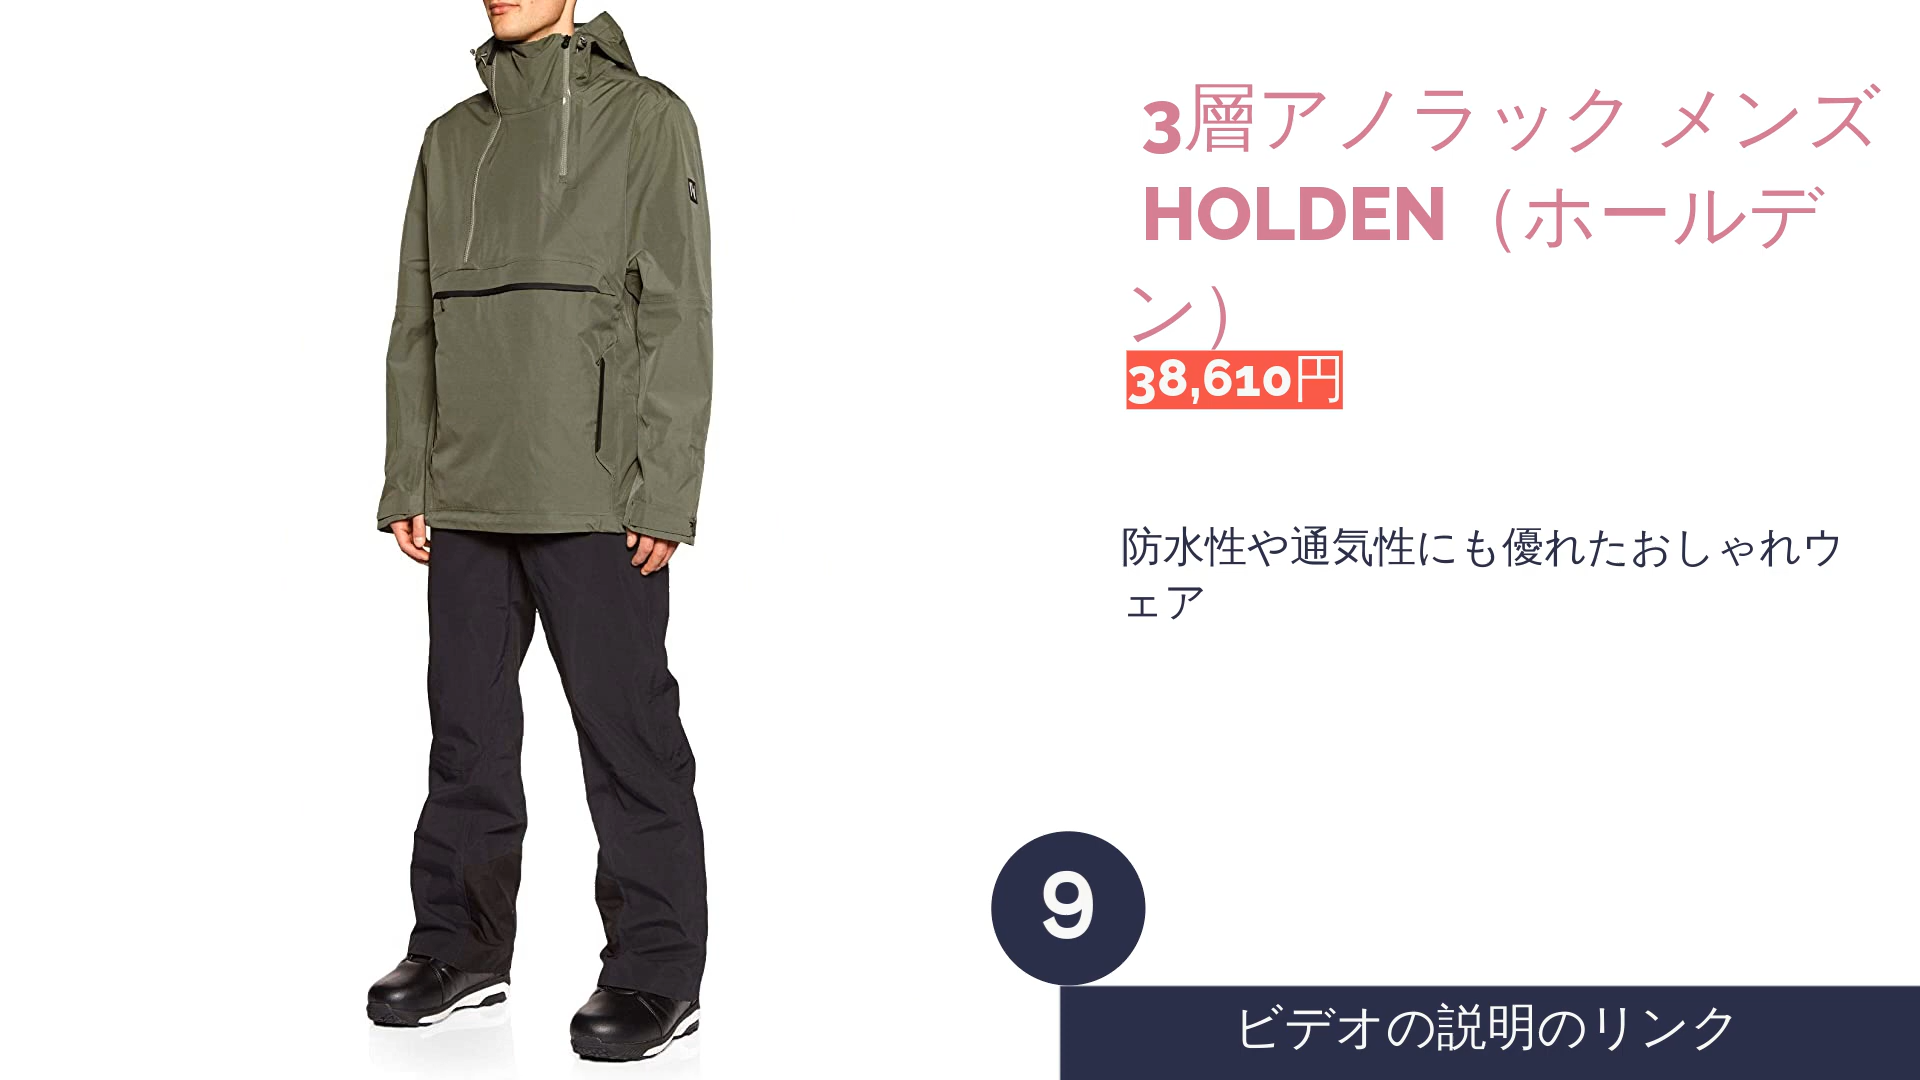 3層アノラック メンズ
HOLDEN（ホールデ
ン）
38,610円
防水性や通気性にも優れたおしゃれウ
ェア
9
ビデオの説明のリンク